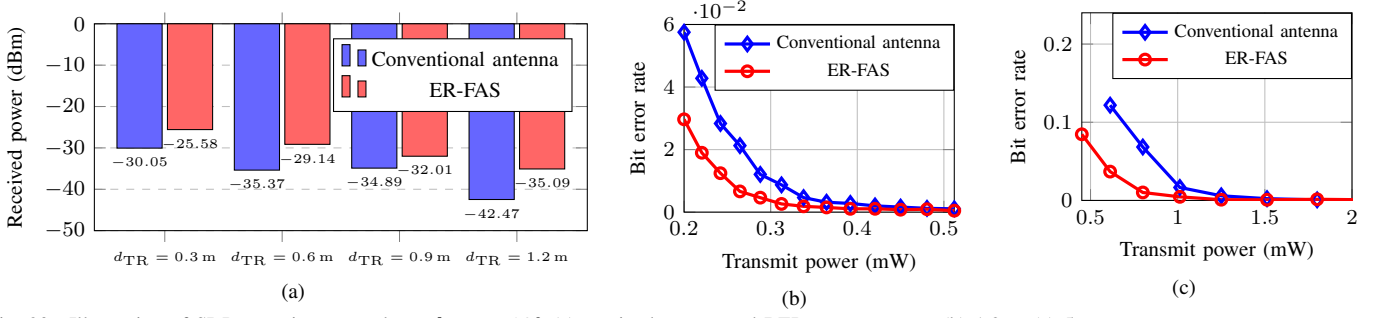 0
−10
−20
−30
−40
−50
Received power (dBm)
Conventional antenna
ER-FAS
−30.05
−25.58
−35.37
−29.14
−34.89
−32.01
−42.47
−35.09
d_TR = 0.3 m
d_TR = 0.6 m
d_TR = 0.9 m
d_TR = 1.2 m
(a)
·10−2
6
4
2
0
Bit error rate
Conventional antenna
ER-FAS
0.2
0.3
0.4
0.5
Transmit power (mW)
(b)
0.2
0.1
0
Bit error rate
Conventional antenna
ER-FAS
0.5
1
1.5
2
Transmit power (mW)
(c)